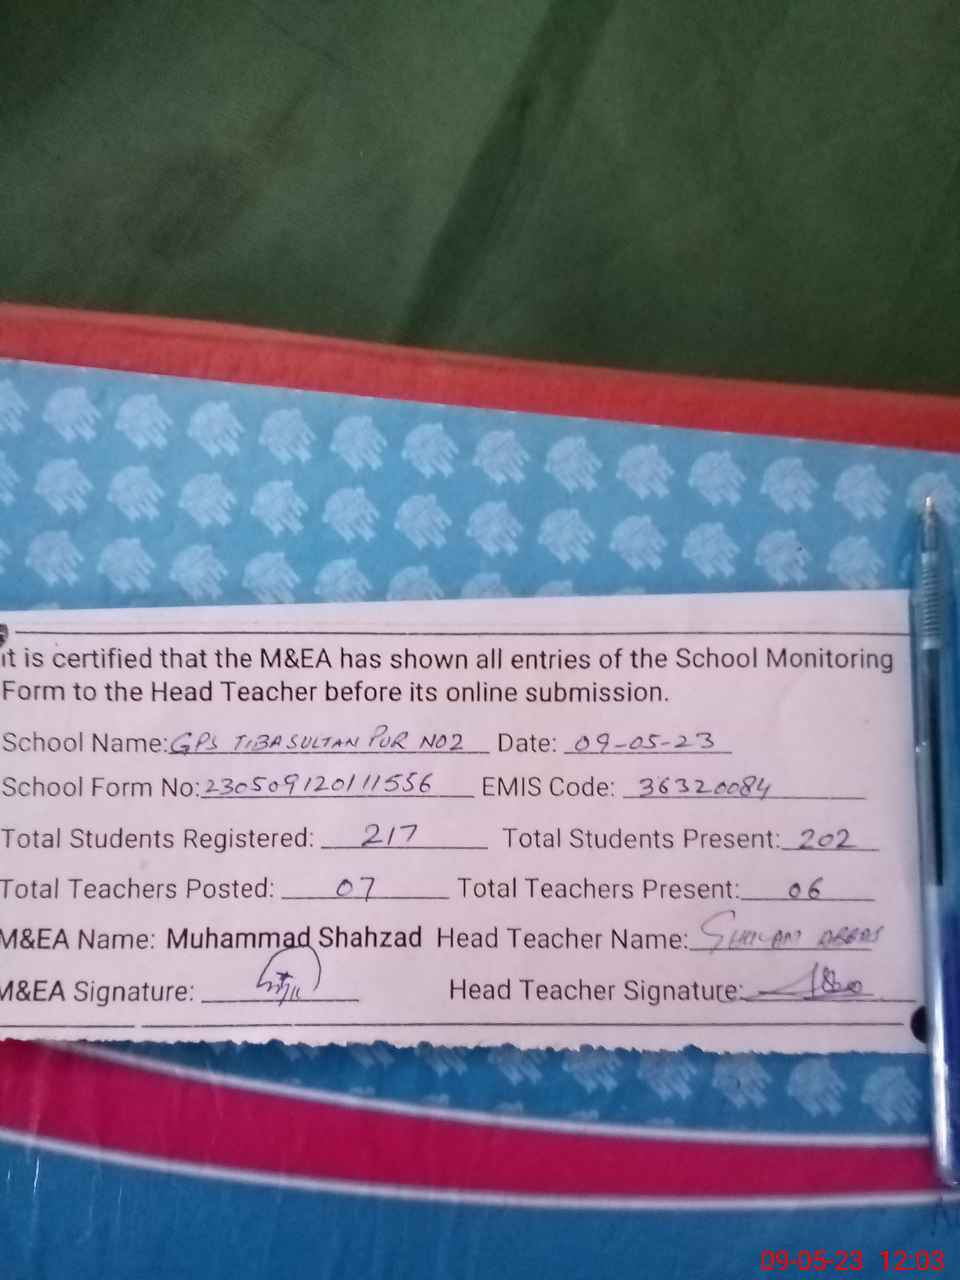 it is certified that the M&EA has shown all entries of the School Monitoring
Form to the Head Teacher before its online submission.
School Name: GPS TIBA SULTAN PUR NO2 Date: 09-05-23
School Form No: 230509120111556 EMIS Code: 36320084
Total Students Registered: 217 Total Students Present: 202
Total Teachers Posted: 07 Total Teachers Present: 06
M&EA Name: Muhammad Shahzad Head Teacher Name: ABBAS
M&EA Signature: Head Teacher Signature:
09-05-23 12:03